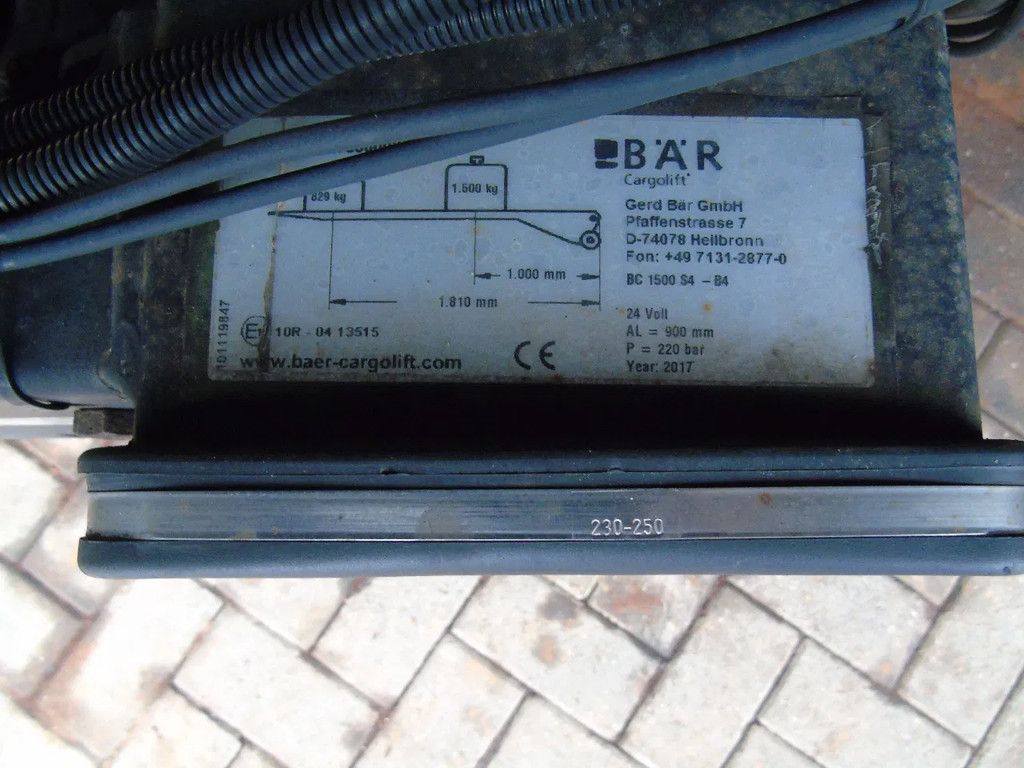 BÄR
Cargolift
829 kg
1.500 kg
Gerd Bär GmbH
Pfaffenstrasse 7
D-74078 Heilbronn
Fon: +49 7131-2877-0
1.000 mm
BC 1500 S4 - B4
1.810 mm
24 Volt
AL = 900 mm
P = 220 bar
Year: 2017
10R - 04 13515
www.baer-cargolift.com
CE
101119847
230-250